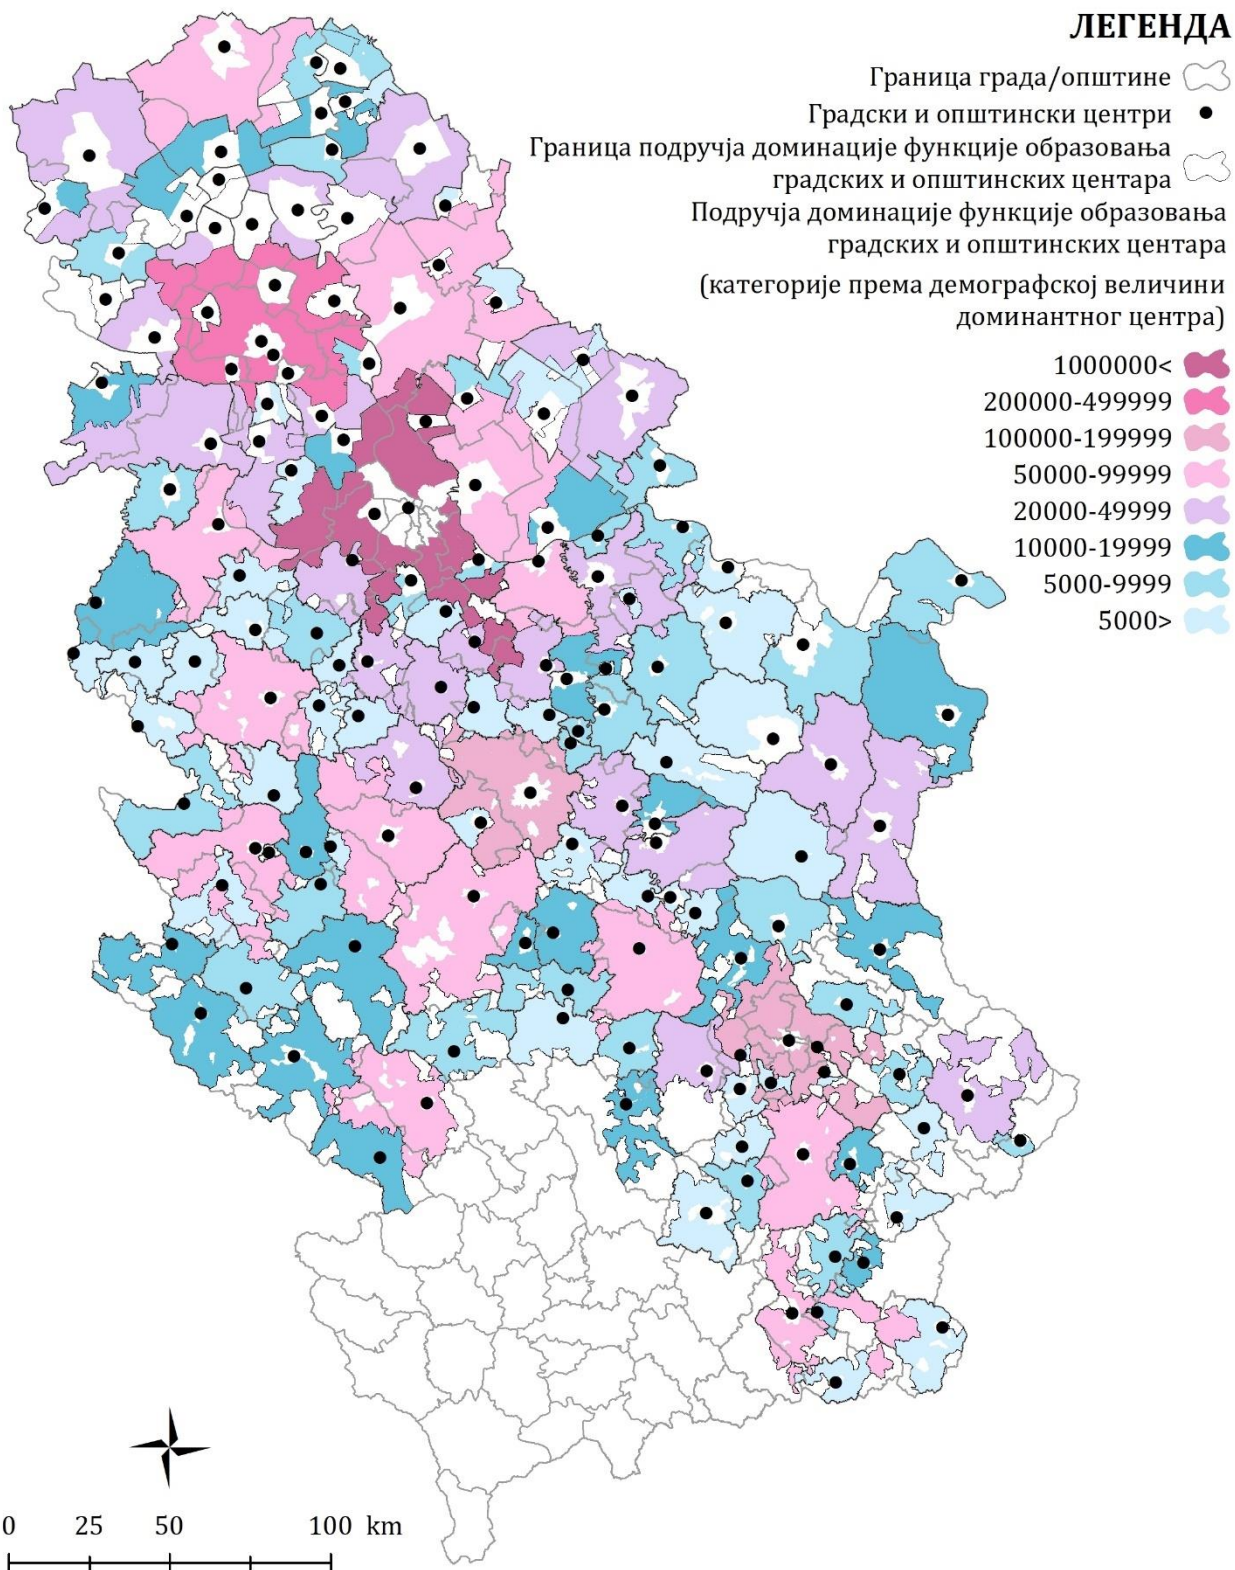 ЛЕГЕНДА
Граница града/општине
Градски и општински центри
Граница подручја доминације функције образовања
градских и општинских центара
Подручја доминације функције образовања
градских и општинских центара
(категорије према демографској величини
доминантног центра)
1000000<
200000-499999
100000-199999
50000-99999
20000-49999
10000-19999
5000-9999
5000>
0 25 50 100 km